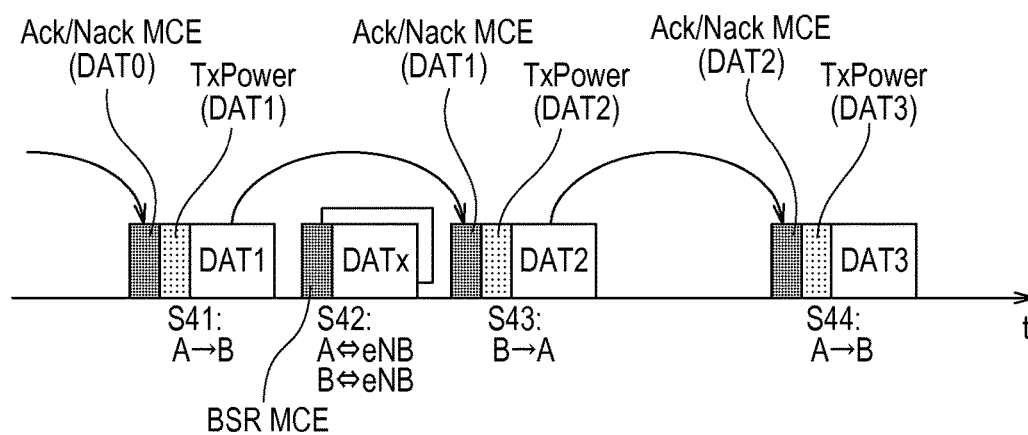 Ack/Nack MCE
(DAT0)
TxPower
(DAT1)
Ack/Nack MCE
(DAT1)
TxPower
(DAT2)
Ack/Nack MCE
(DAT2)
TxPower
(DAT3)
DAT1
DATx
DAT2
DAT3
S41:
A→B
S42:
A⇔eNB
B⇔eNB
S43:
B→A
S44:
A→B
t
BSR MCE